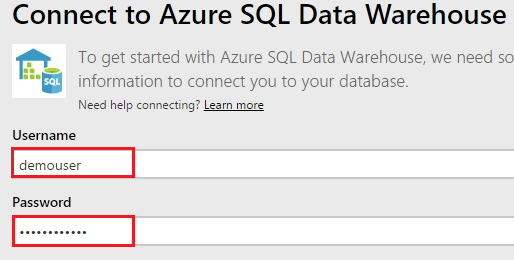 Connect to Azure SQL Data Warehouse
SQL
To get started with Azure SQL Data Warehouse, we need so
information to connect you to your database.
Need help connecting? Learn more
Username
demouser
Password
••••••••••••